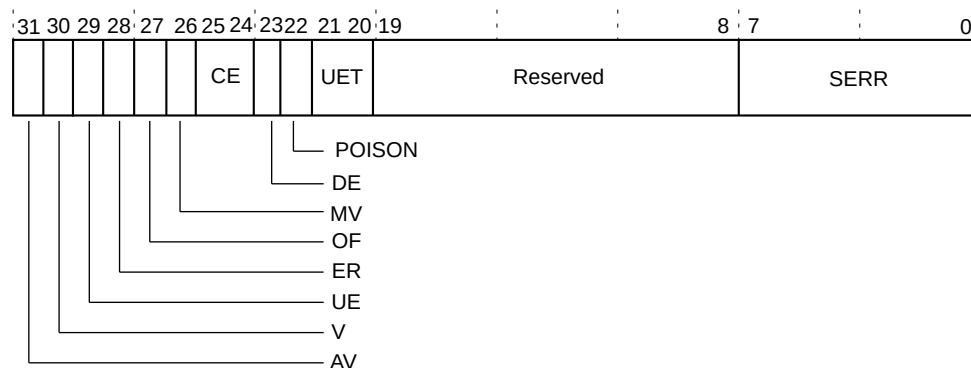 31 30 29 28 27 26 25 24 23 22 21 20 19 8 7 0
CE UET Reserved SERR
POISON
DE
MV
OF
ER
UE
V
AV